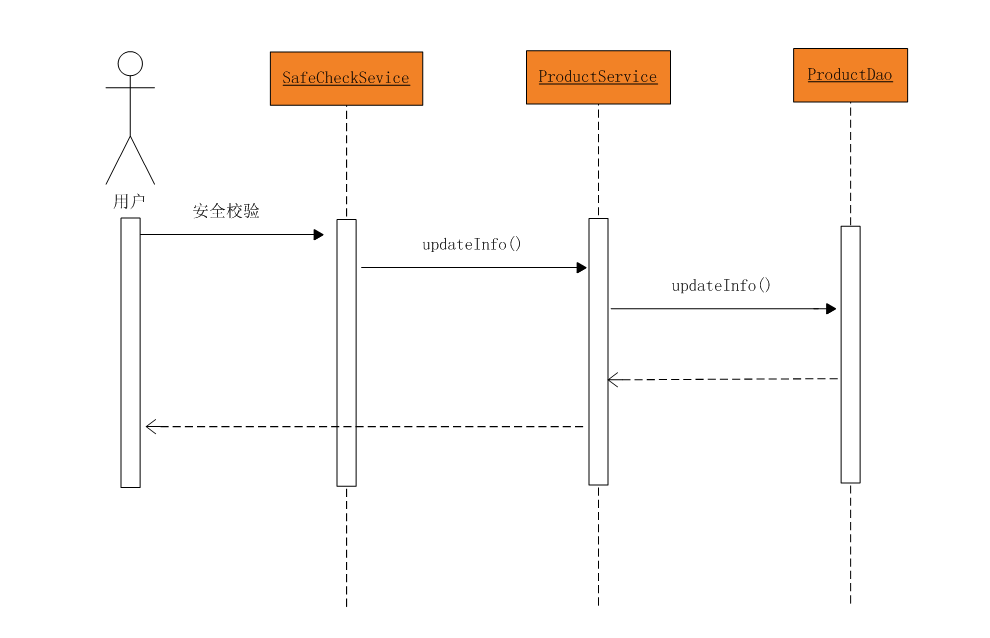 SafeCheckSevice
ProductService
ProductDao
用户
安全校验
updateInfo()
updateInfo()